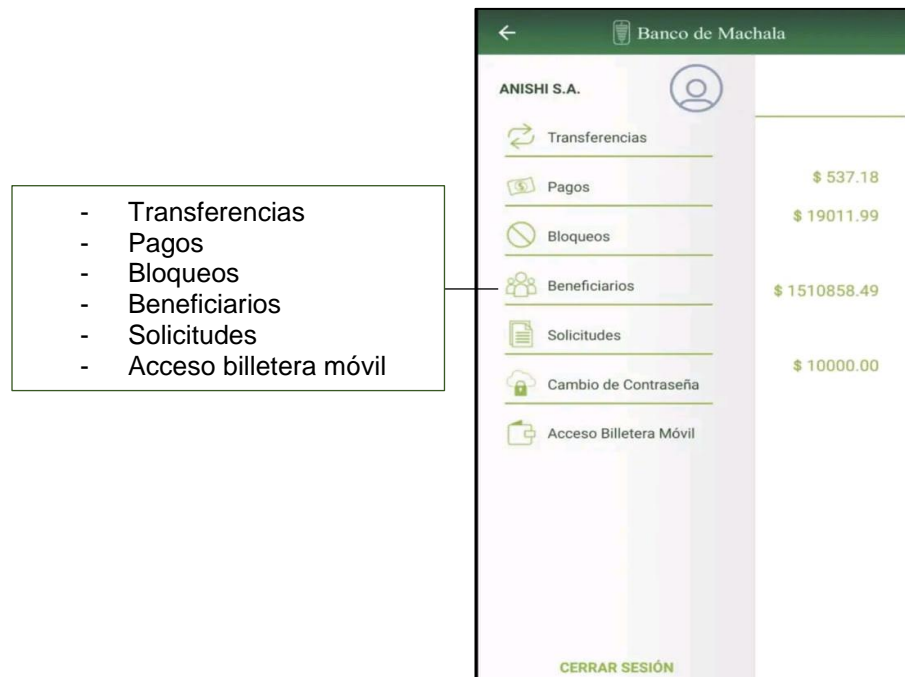 Banco de Machala
ANISHI S.A.
Transferencias
Pagos
Bloqueos
Beneficiarios
Solicitudes
Cambio de Contraseña
Acceso Billetera Móvil
CERRAR SESIÓN
$ 537.18
$ 19011.99
$ 1510858.49
$ 10000.00
- Transferencias
- Pagos
- Bloqueos
- Beneficiarios
- Solicitudes
- Acceso billetera móvil